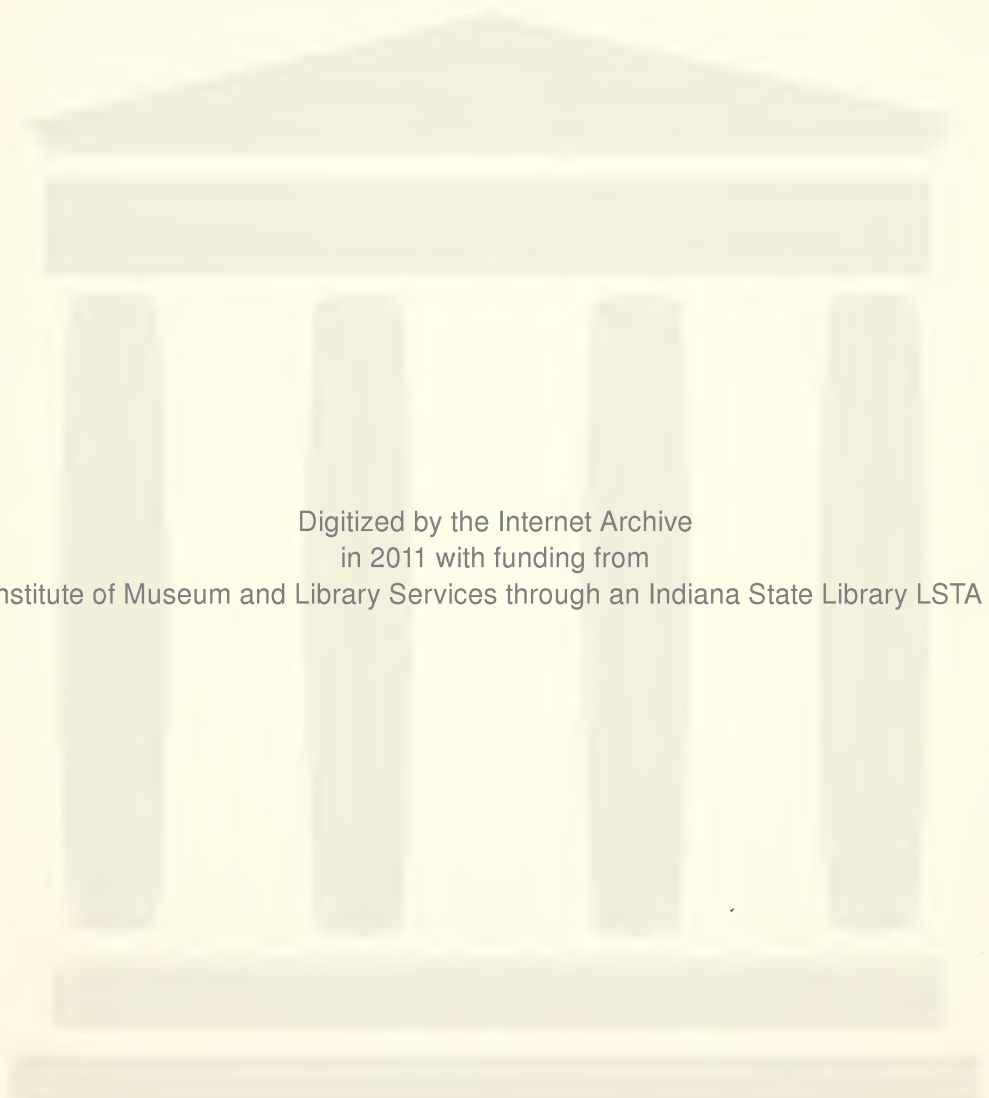 Digitized by the Internet Archive
in 2011 with funding from
nstitute of Museum and Library Services through an Indiana State Library LSTA